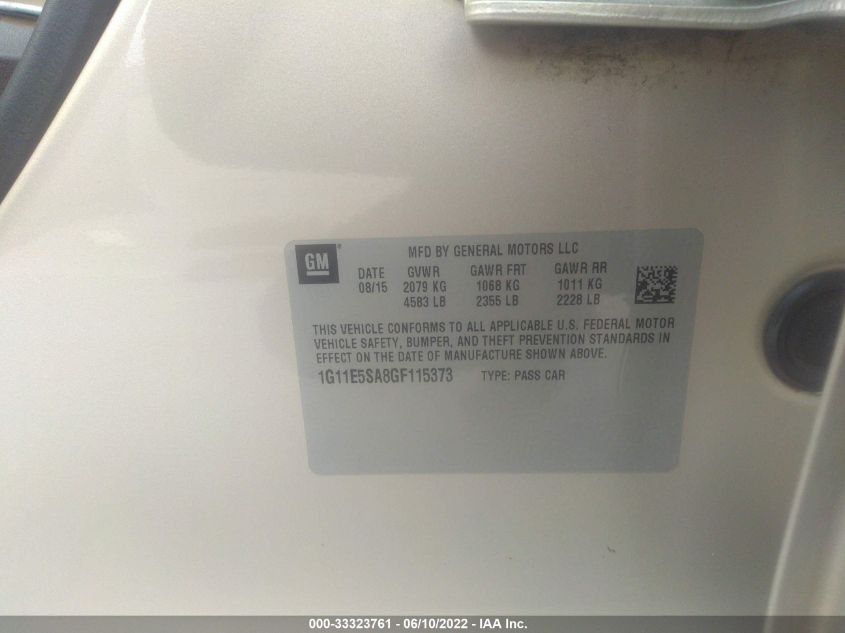 GM®
MFD BY GENERAL MOTORS LLC
DATE GVWR GAWR FRT GAWR RR
08/15 2079 KG 1068 KG 1011 KG
4583 LB 2355 LB 2228 LB
THIS VEHICLE CONFORMS TO ALL APPLICABLE U.S. FEDERAL MOTOR
VEHICLE SAFETY, BUMPER, AND THEFT PREVENTION STANDARDS IN
EFFECT ON THE DATE OF MANUFACTURE SHOWN ABOVE.
1G11E5SA8GF115373 TYPE: PASS CAR
000-33323761 - 06/10/2022 - IAA Inc.